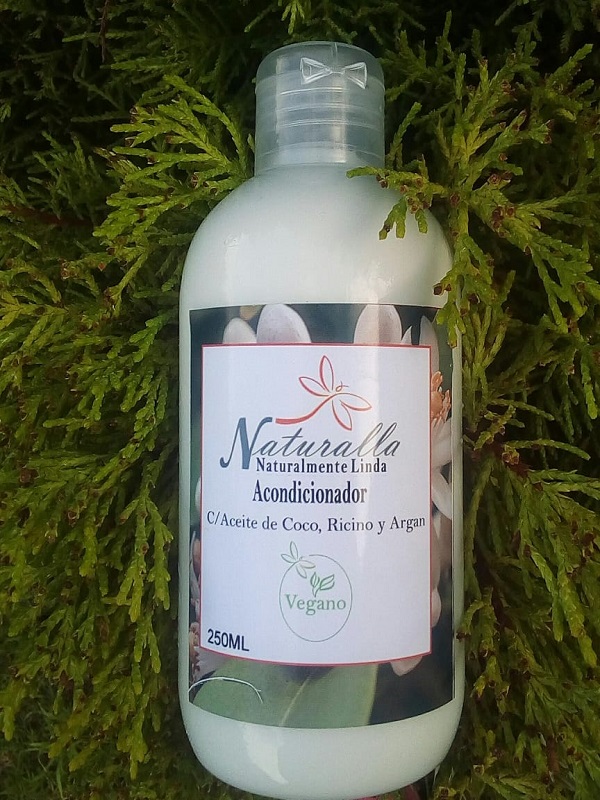 Naturalla
Naturalmente Linda
Acondicionador
C/Aceite de Coco, Ricino y Argan
Vegano
250ML